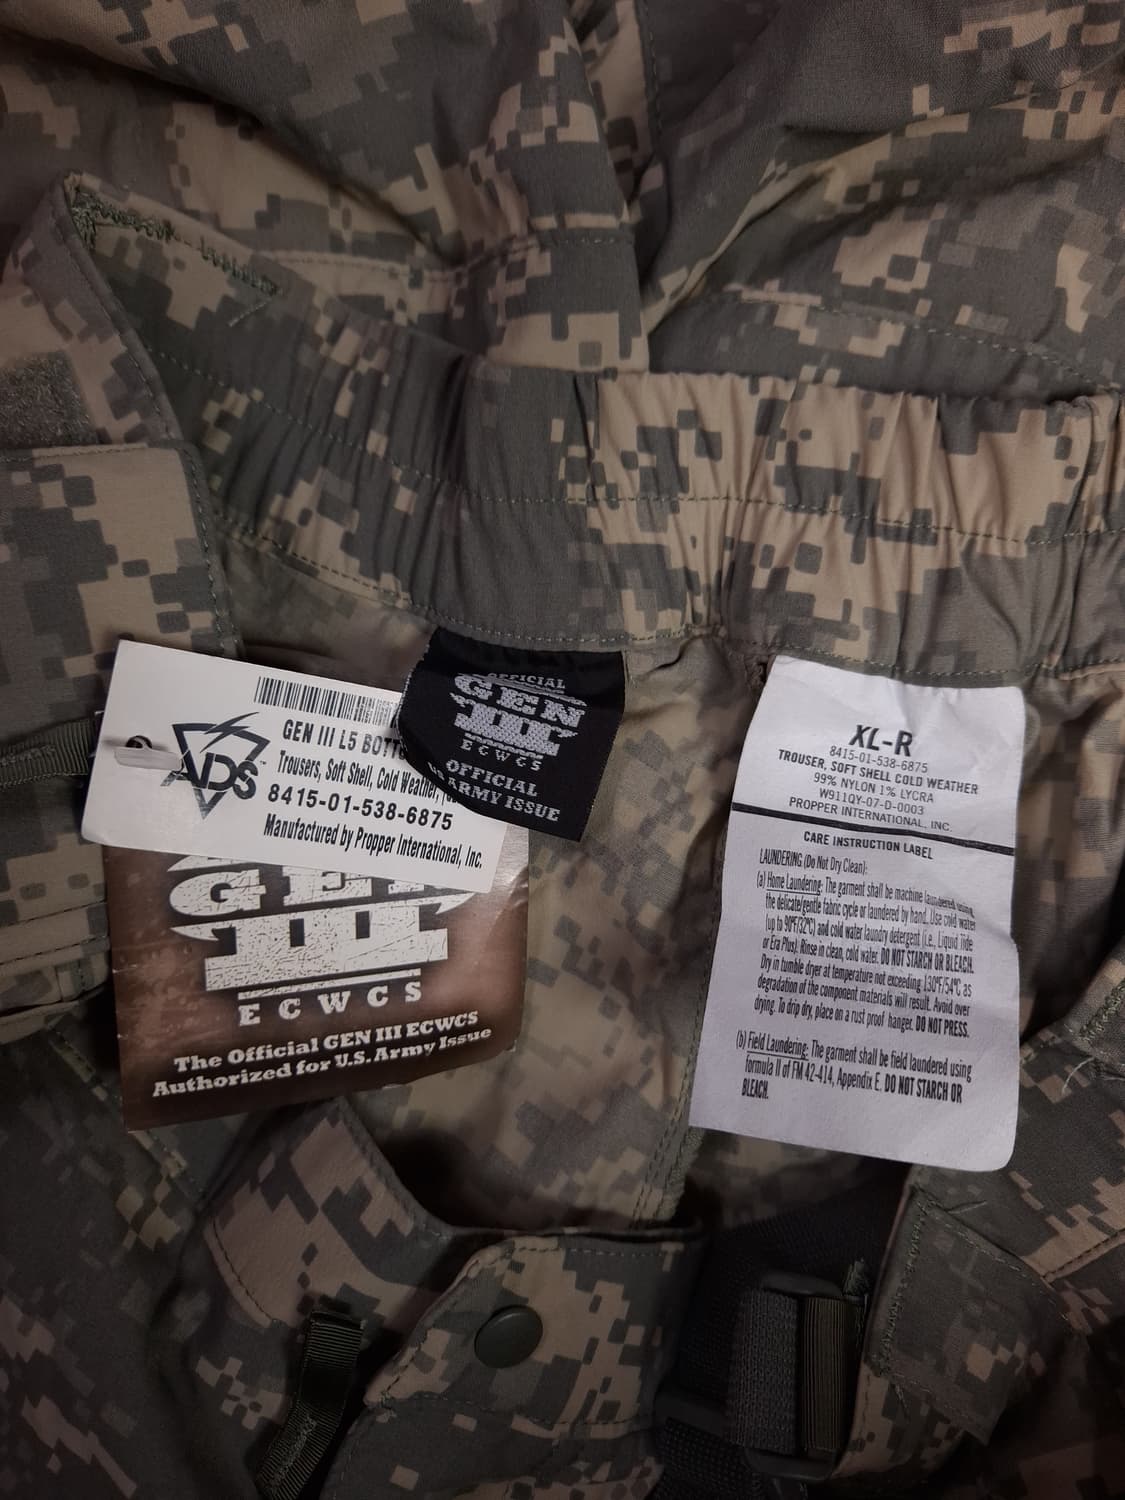 ADS™
GEN III L5 BOTT
Trousers, Soft Shell, Cold Weather,
8415-01-538-6875
Manufactured by Propper International, Inc.
GEN
III
ECWCS
The Official GEN III ECWCS
Authorized for U.S. Army Issue
OFFICIAL
GEN
III
ECWCS
OFFICIAL
ARMY ISSUE
XL-R
8415-01-538-6875
TROUSER, SOFT SHELL COLD WEATHER
99% NYLON 1% LYCRA
W911QY-07-D-0003
PROPPER INTERNATIONAL, INC.
CARE INSTRUCTION LABEL
LAUNDERING (Do Not Dry Clean):
(a) Home Laundering: The garment shall be machine laundered using
the delicate/gentle fabric cycle or laundered by hand. Use cold water
(up to 90°F/32°C) and cold water laundry detergent (i.e., Liquid Tide
or Era Plus). Rinse in clean, cold water. DO NOT STARCH OR BLEACH.
Dry in tumble dryer at temperature not exceeding 130°F/54°C as
degradation of the component materials will result. Avoid over
drying. To drip dry, place on a rust proof hanger. DO NOT PRESS.
(b) Field Laundering: The garment shall be field laundered using
formula II of FM 42-414, Appendix E. DO NOT STARCH OR
BLEACH.